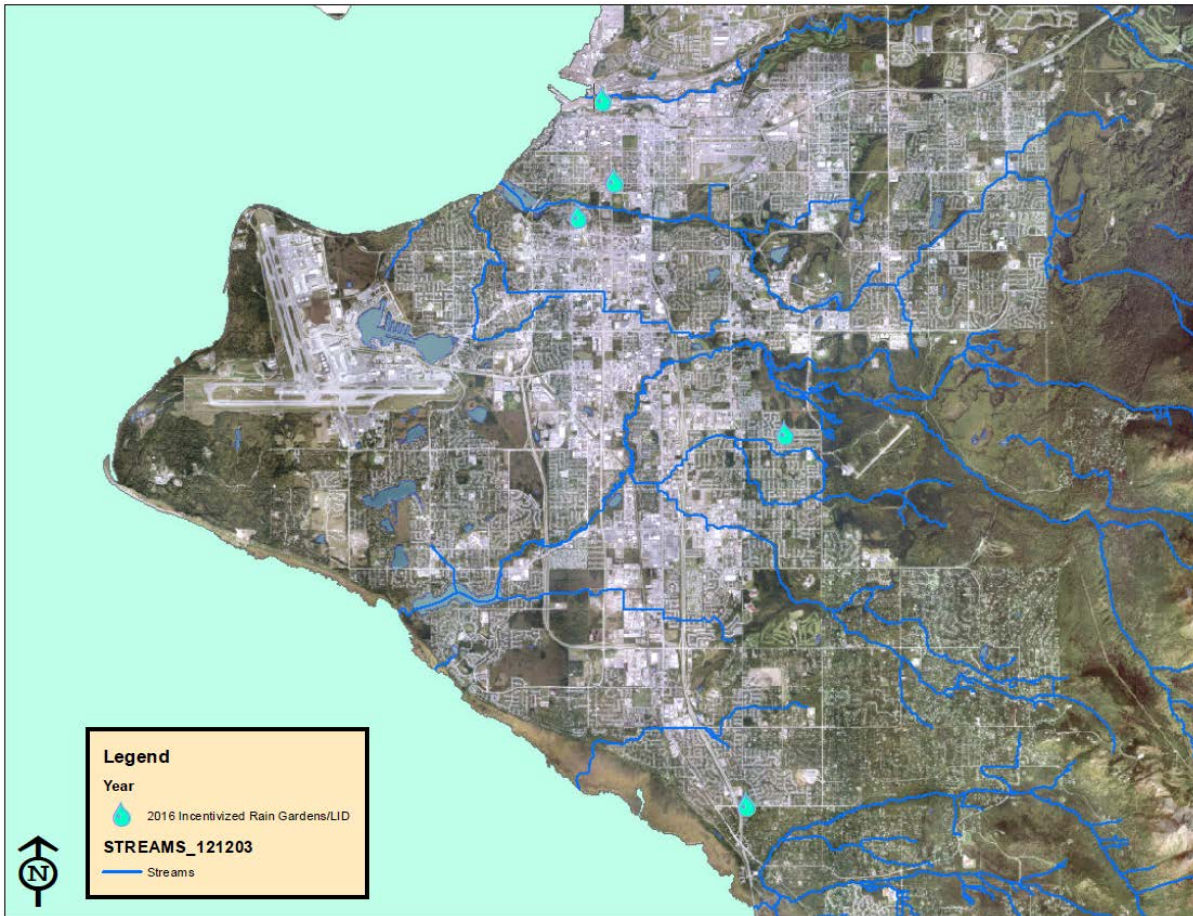 Legend
Year
2016 Incentivized Rain Gardens/LID
STREAMS_121203
Streams
N